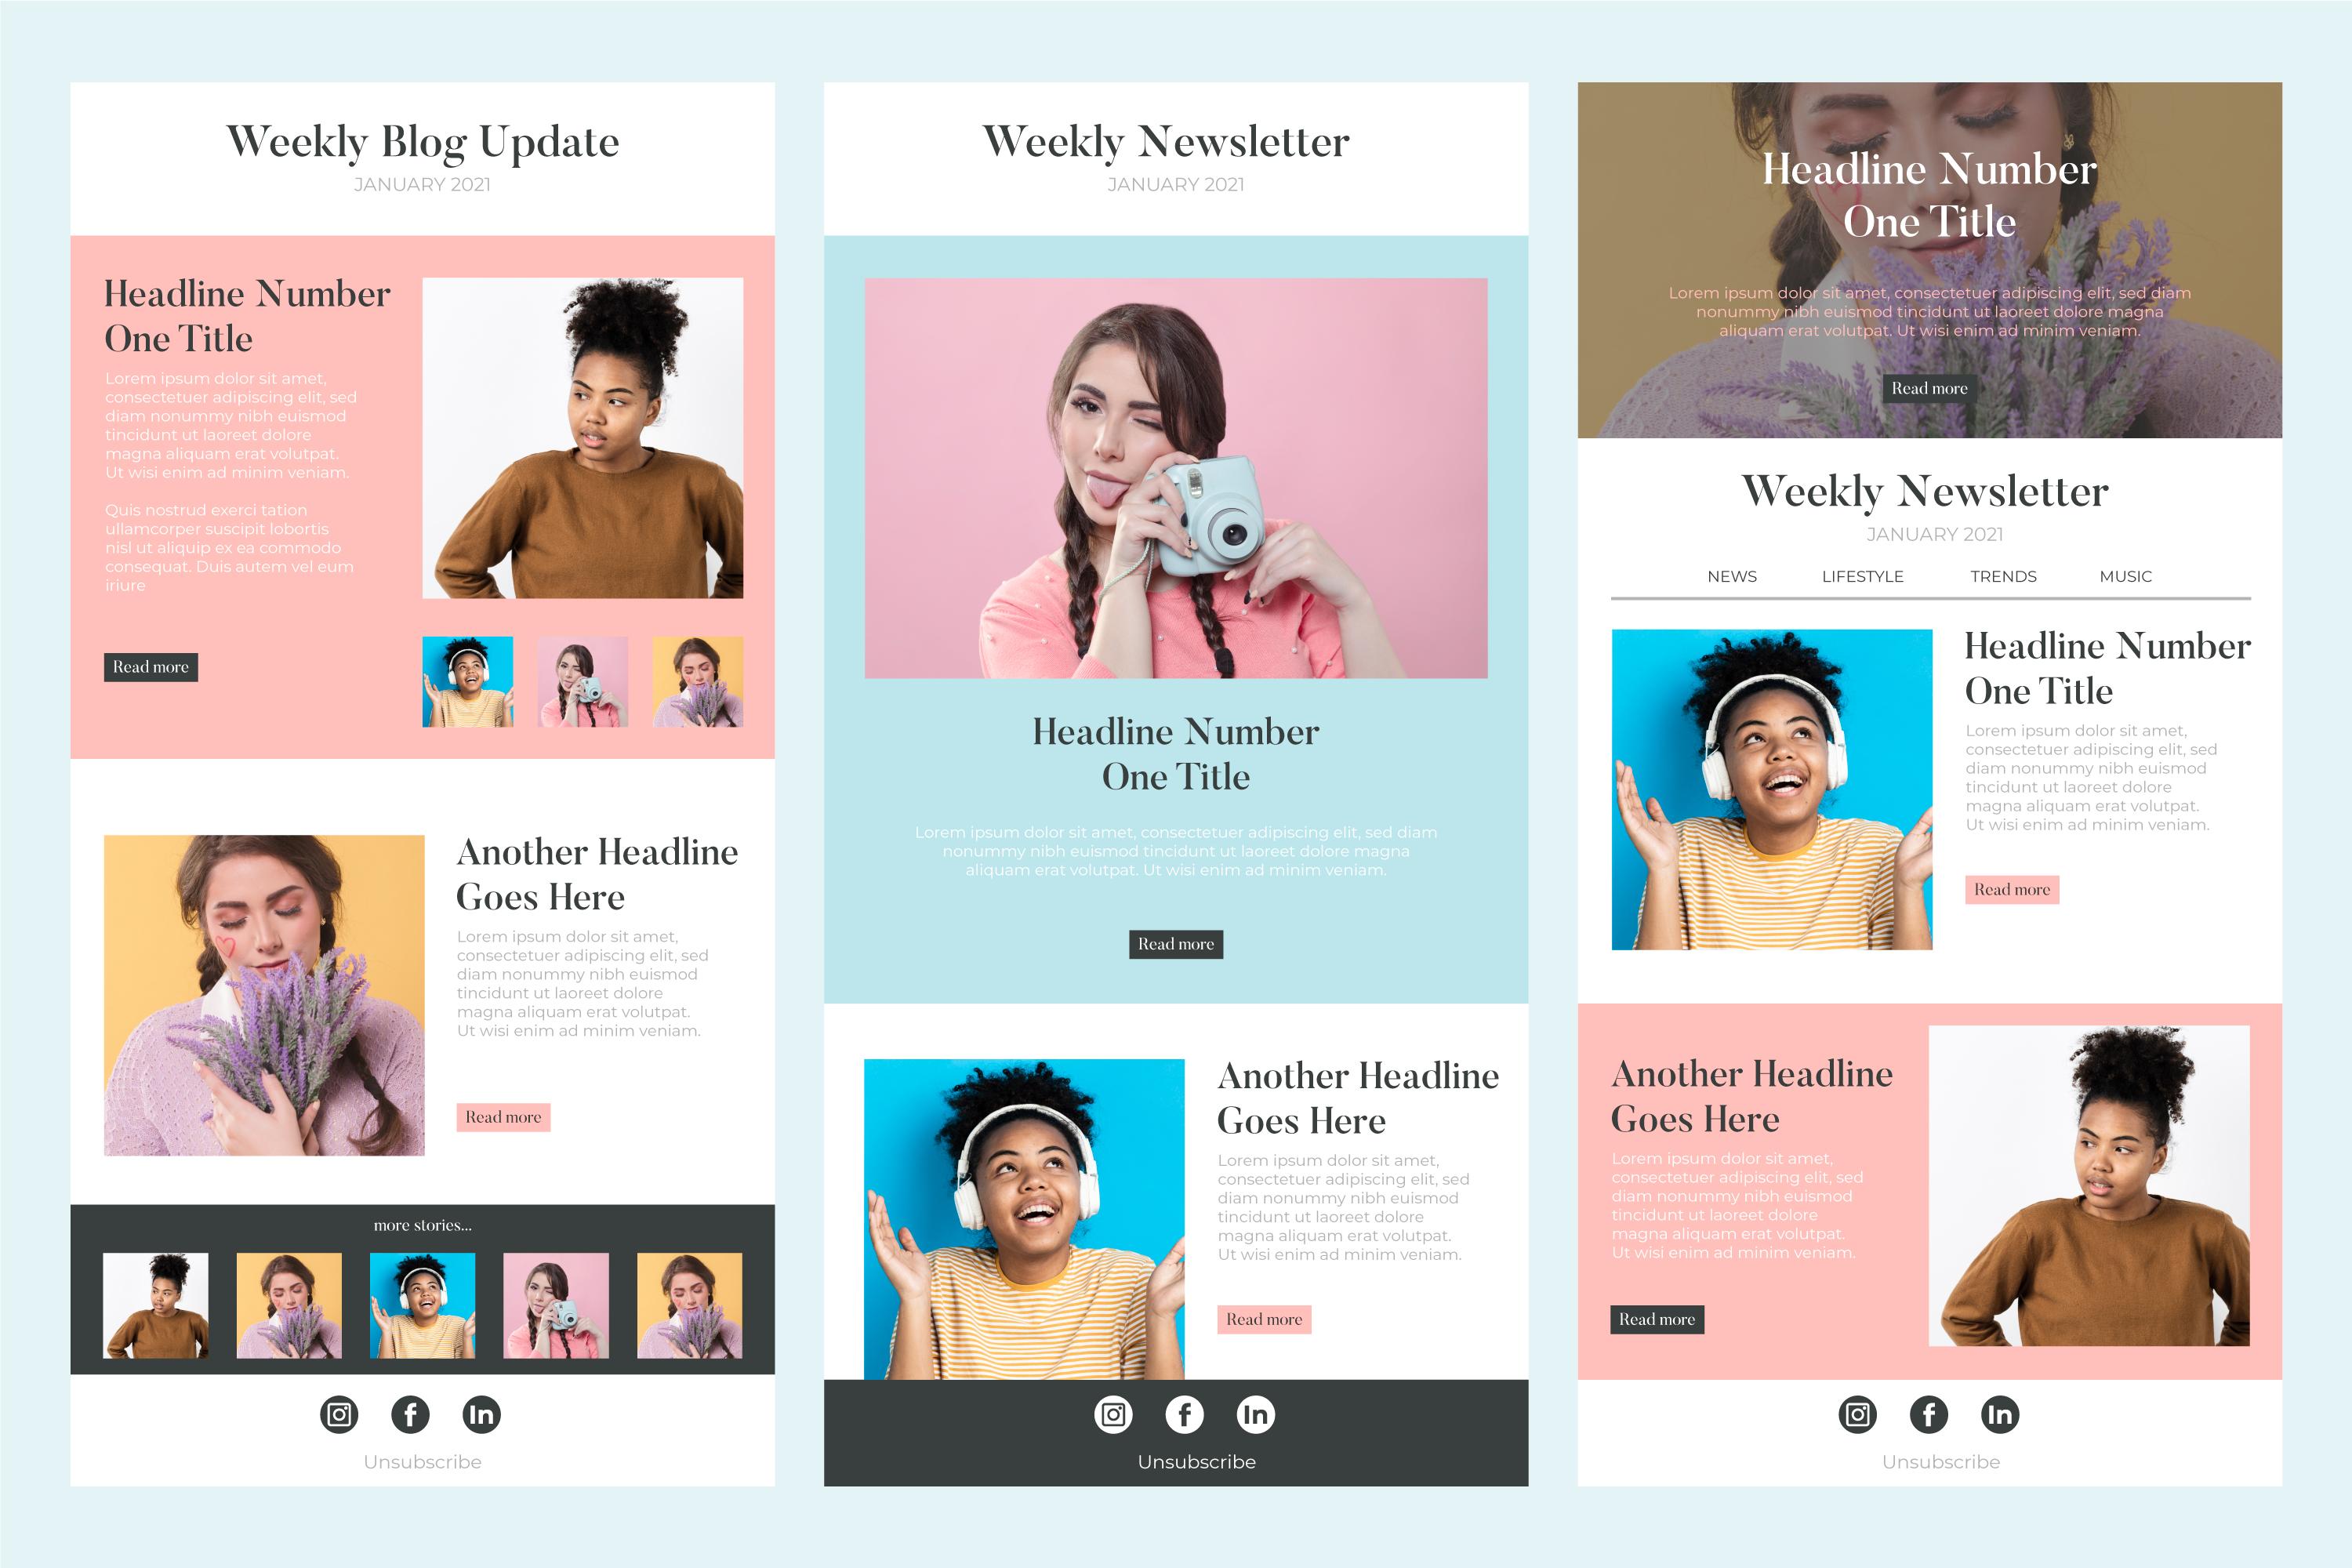 Weekly Blog Update
JANUARY 2021
Headline Number
One Title
Lorem ipsum dolor sit amet,
consectetuer adipiscing elit, sed
diam nonummy nibh euismod
tincidunt ut laoreet dolore
magna aliquam erat volutpat.
Ut wisi enim ad minim veniam.
Quis nostrud exerci tation
ullamcorper suscipit lobortis
nisl ut aliquip ex ea commodo
consequat. Duis autem vel eum
iriure
Read more
Another Headline
Goes Here
Lorem ipsum dolor sit amet,
consectetuer adipiscing elit, sed
diam nonummy nibh euismod
tincidunt ut laoreet dolore
magna aliquam erat volutpat.
Ut wisi enim ad minim veniam.
Read more
more stories...
f In
Unsubscribe
Weekly Newsletter
JANUARY 2021
Headline Number
One Title
Lorem ipsum dolor sit amet, consectetuer adipiscing elit, sed diam
nonummy nibh euismod tincidunt ut laoreet dolore magna
aliquam erat volutpat. Ut wisi enim ad minim veniam.
Read more
Another Headline
Goes Here
Lorem ipsum dolor sit amet,
consectetuer adipiscing elit, sed
diam nonummy nibh euismod
tincidunt ut laoreet dolore
magna aliquam erat volutpat.
Ut wisi enim ad minim veniam.
Read more
f In
Unsubscribe
Headline Number
One Title
Lorem ipsum dolor sit amet, consectetuer adipiscing elit, sed diam
nonummy nibh euismod tincidunt ut laoreet dolore magna
aliquam erat volutpat. Ut wisi enim ad minim veniam.
Read more
Weekly Newsletter
JANUARY 2021
NEWS LIFESTYLE TRENDS MUSIC
Headline Number
One Title
Lorem ipsum dolor sit amet,
consectetuer adipiscing elit, sed
diam nonummy nibh euismod
tincidunt ut laoreet dolore
magna aliquam erat volutpat.
Ut wisi enim ad minim veniam.
Read more
Another Headline
Goes Here
Lorem ipsum dolor sit amet,
consectetuer adipiscing elit, sed
diam nonummy nibh euismod
tincidunt ut laoreet dolore
magna aliquam erat volutpat.
Ut wisi enim ad minim veniam.
Read more
f In
Unsubscribe